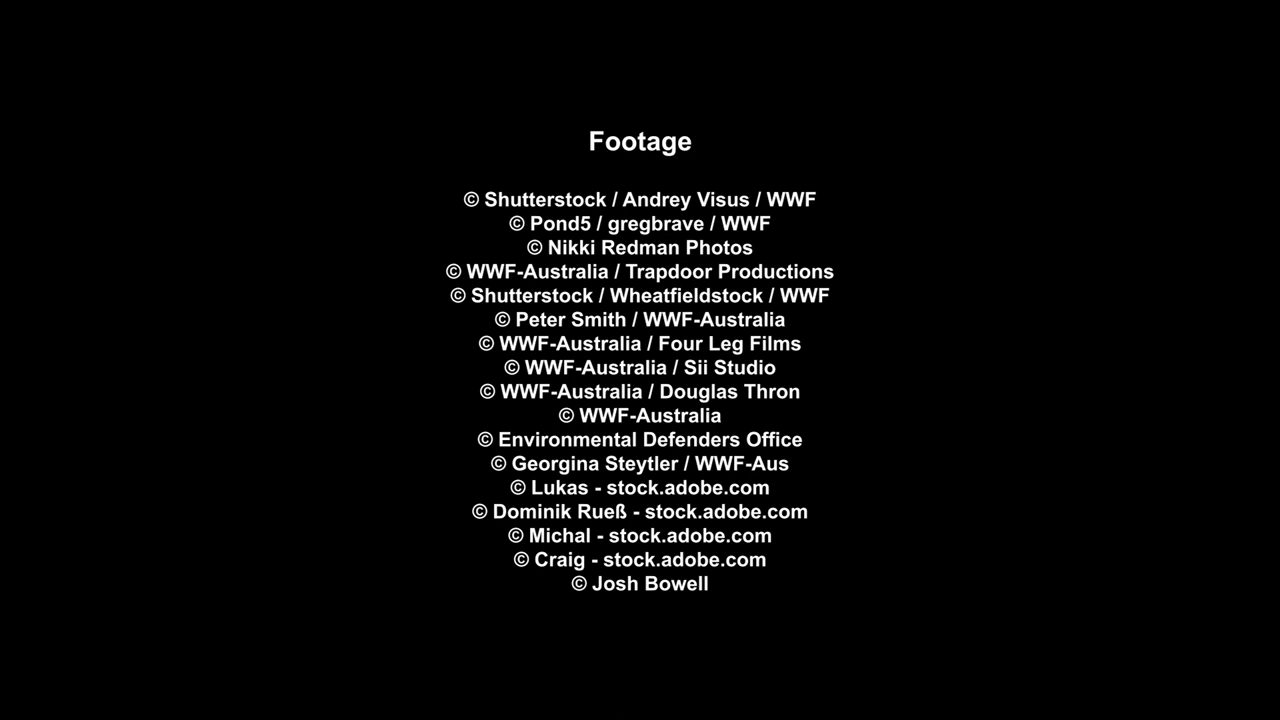 Footage
© Shutterstock / Andrey Visus / WWF
© Pond5 / gregbrave / WWF
© Nikki Redman Photos
© WWF-Australia / Trapdoor Productions
© Shutterstock / Wheatfieldstock / WWF
© Peter Smith / WWF-Australia
© WWF-Australia / Four Leg Films
© WWF-Australia / Sii Studio
© WWF-Australia / Douglas Thron
© WWF-Australia
© Environmental Defenders Office
© Georgina Steytler / WWF-Aus
© Lukas - stock.adobe.com
© Dominik Rueß - stock.adobe.com
© Michal - stock.adobe.com
© Craig - stock.adobe.com
© Josh Bowell